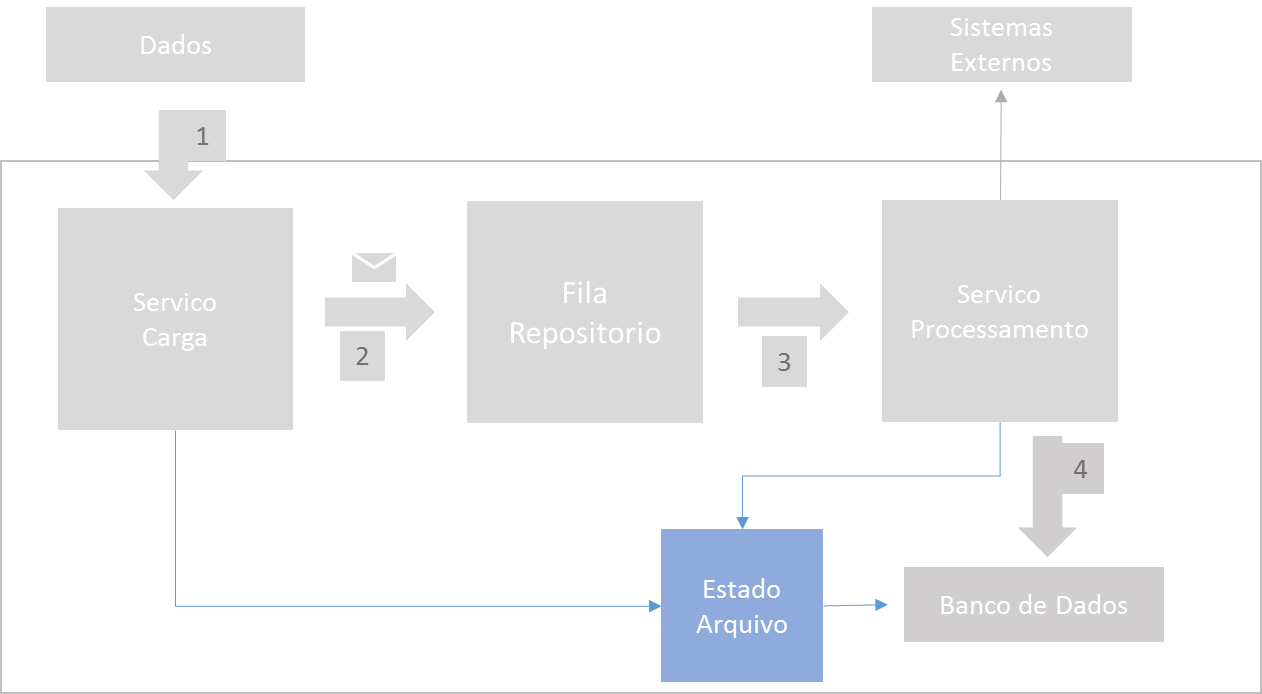 Dados
Sistemas
Externos
1
Servico
Carga
2
Fila
Repositorio
3
Servico
Processamento
4
Estado
Arquivo
Banco de Dados